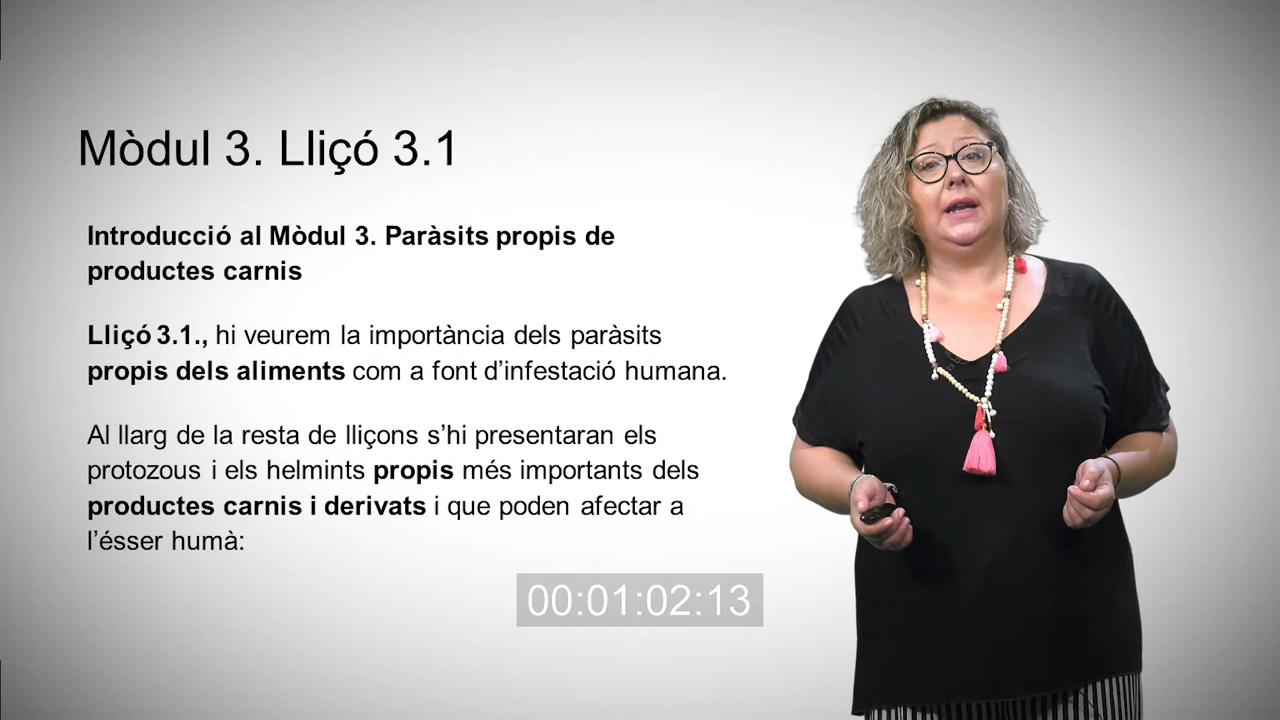 Mòdul 3. Lliçó 3.1
Introducció al Mòdul 3. Paràsits propis de
productes carnis
Lliçó 3.1., hi veurem la importància dels paràsits
propis dels aliments com a font d’infestació humana.
Al llarg de la resta de lliçons s’hi presentaran els
protozous i els helmints propis més importants dels
productes carnis i derivats i que poden afectar a
l’ésser humà:
00:01:02:13